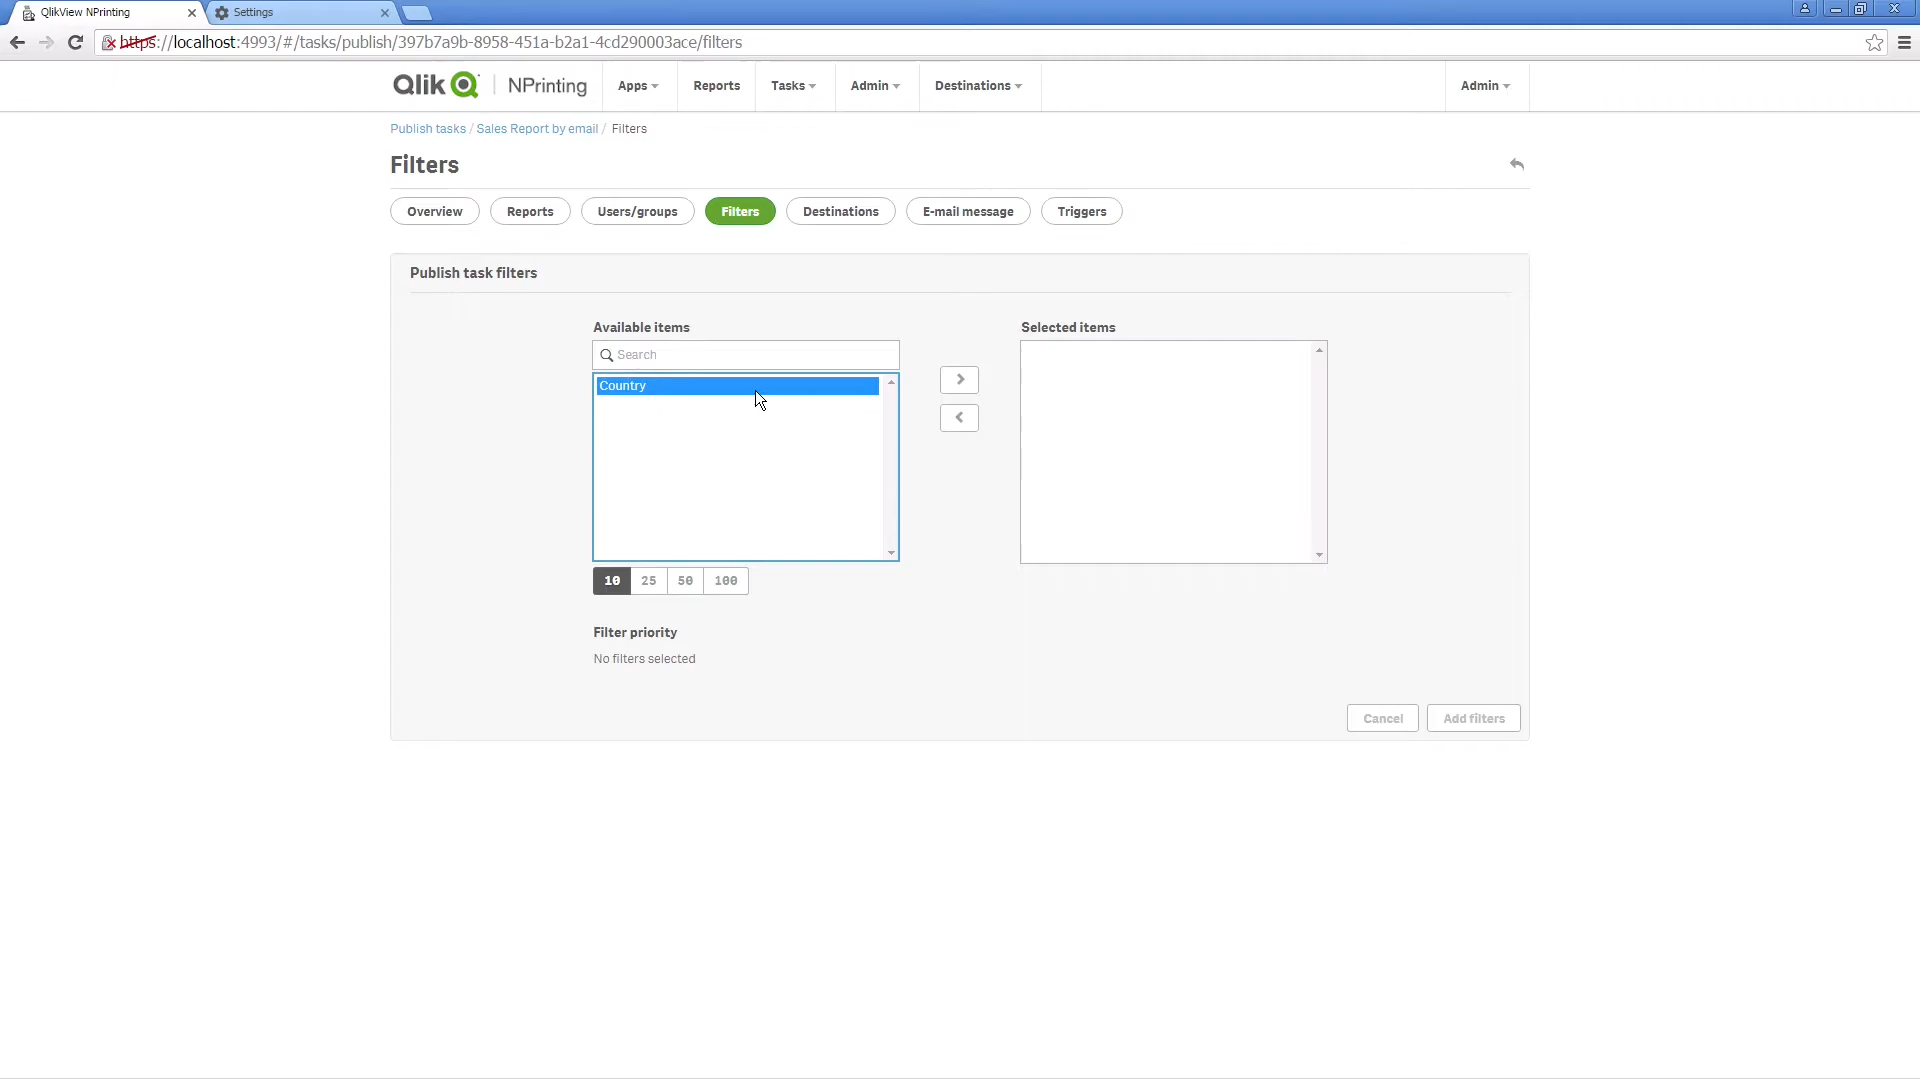 QlikView NPrinting
Settings
https://localhost:4993/#/tasks/publish/397b7a9b-8958-451a-b2a1-4cd290003ace/filters
Qlik NPrinting
Apps
Reports
Tasks
Admin
Destinations
Admin
Publish tasks / Sales Report by email / Filters
Filters
Overview
Reports
Users/groups
Filters
Destinations
E-mail message
Triggers
Publish task filters
Available items
Selected items
Search
Country
10 25 50 100
Filter priority
No filters selected
Cancel
Add filters